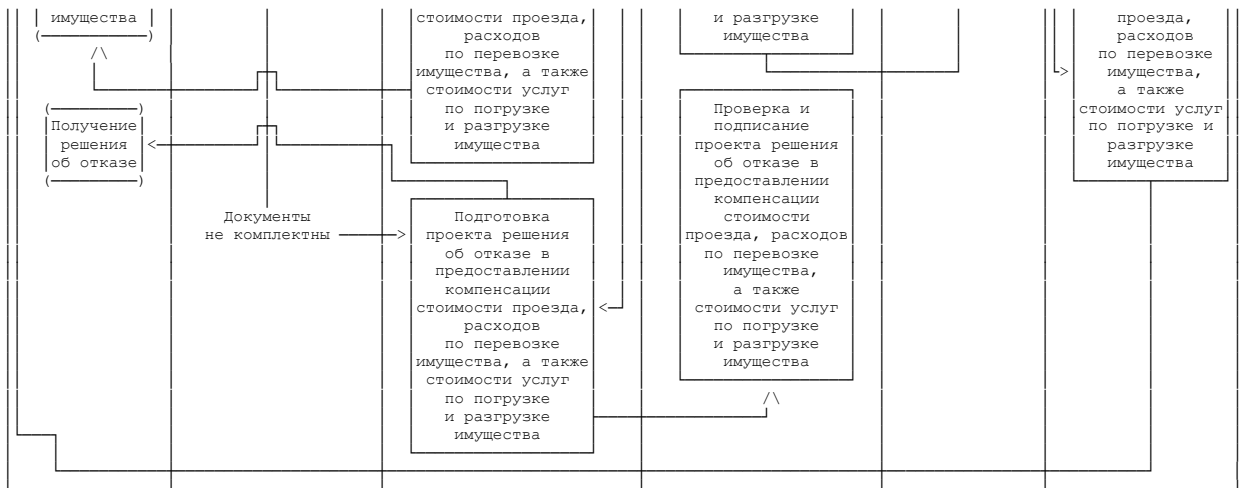 имущества
стоимости проезда,
расходов
по перевозке
имущества, а также
стоимости услуг
по погрузке
и разгрузке
имущества
и разгрузке
имущества
проезда,
расходов
по перевозке
имущества,
а также
стоимости услуг
по погрузке и
разгрузке
имущества
Получение
решения
об отказе
Проверка и
подписание
проекта решения
об отказе в
предоставлении
компенсации
стоимости
проезда, расходов
по перевозке
имущества,
а также
стоимости услуг
по погрузке
и разгрузке
имущества
Документы
не комплектны
Подготовка
проекта решения
об отказе в
предоставлении
компенсации
стоимости проезда,
расходов
по перевозке
имущества, а также
стоимости услуг
по погрузке
и разгрузке
имущества